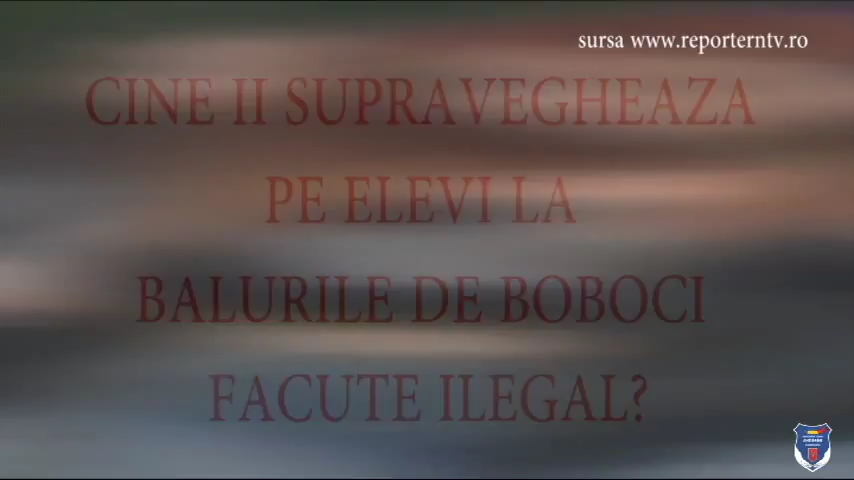 sursa www.reporterntv.ro
CINE II SUPRAVEGHEAZA
PE ELEVI LA
BALURILE DE BOBOCI
FACUTE ILEGAL?